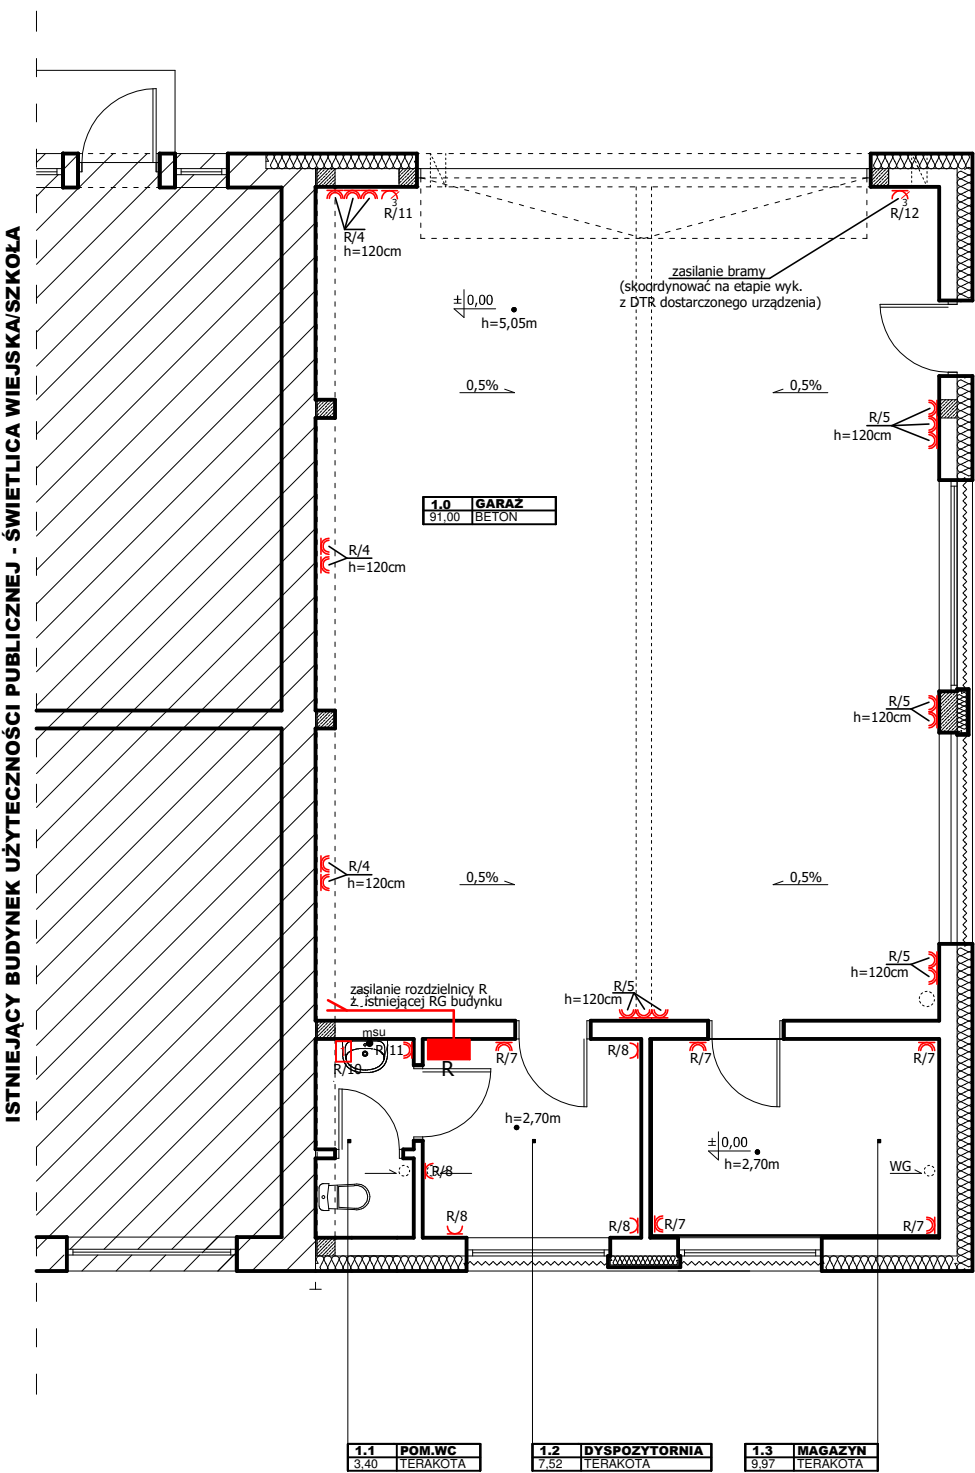 ISTNIEJĄCY BUDYNEK UŻYTECZNOŚCI PUBLICZNEJ - ŚWIETLICA WIEJSKA/SZKOŁA
3
R/11
R/4
h=120cm
3
R/12
zasilanie bramy
(skoordynować na etapie wyk.
z DTR dostarczonego urządzenia)
±0,00
h=5,05m
0,5%
0,5%
R/5
h=120cm
1.0 GARAŻ
91,00 BETON
R/4
h=120cm
R/5
h=120cm
R/4
h=120cm
0,5%
0,5%
R/5
h=120cm
zasilanie rozdzielnicy R
z istniejącej RG budynku
R/5
h=120cm
msu
R/11
R/10
R
R/7
R/8
R/7
R/7
h=2,70m
±0,00
h=2,70m
R/8
WG
R/8
R/8
R/7
R/7
1.1 POM.WC
3,40 TERAKOTA
1.2 DYSPOZYTORNIA
7,52 TERAKOTA
1.3 MAGAZYN
9,97 TERAKOTA